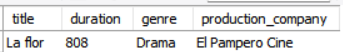 title duration genre production_company
La flor 808 Drama El Pampero Cine